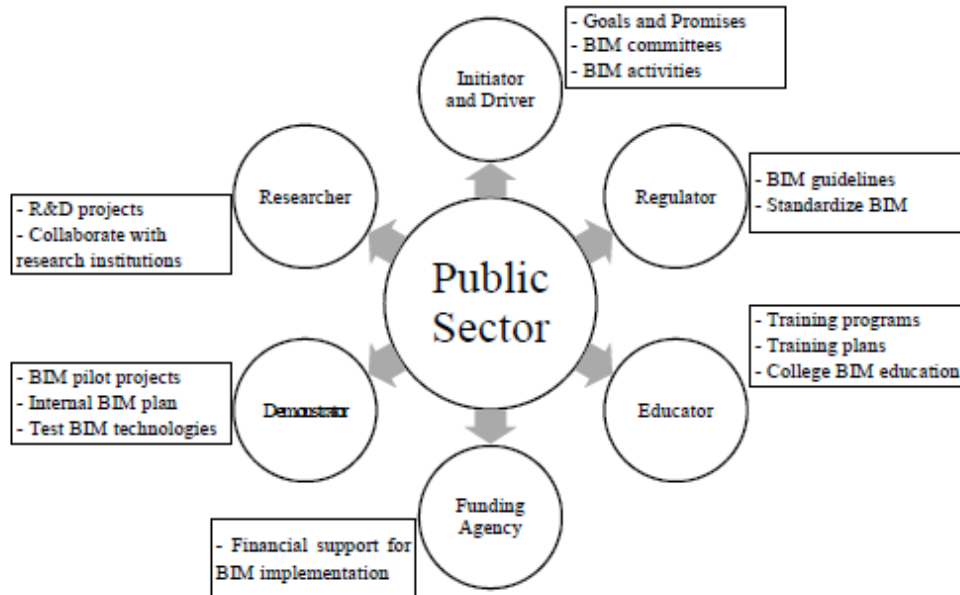 Initiator
and Driver
- Goals and Promises
- BIM committees
- BIM activities
Researcher
- R&D projects
- Collaborate with
research institutions
Regulator
- BIM guidelines
- Standardize BIM
Public
Sector
Demonstrator
- BIM pilot projects
- Internal BIM plan
- Test BIM technologies
Educator
- Training programs
- Training plans
- College BIM education
Funding
Agency
- Financial support for
BIM implementation